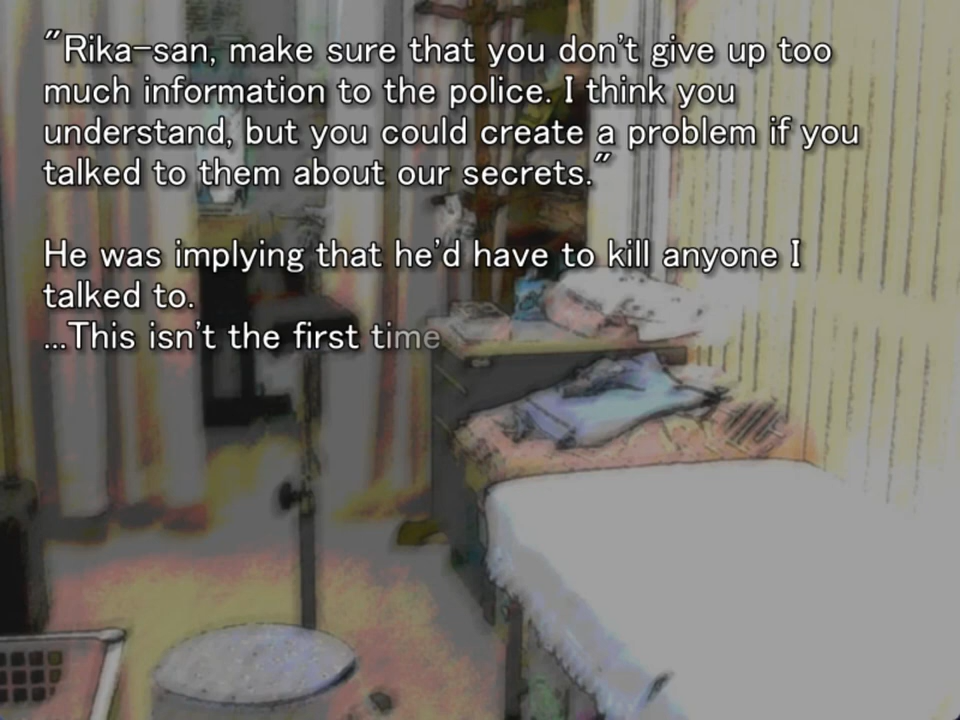 "Rika-san, make sure that you don't give up too
much information to the police. I think you
understand, but you could create a problem if you
talked to them about our secrets."
He was implying that he'd have to kill anyone I
talked to.
...This isn't the first time